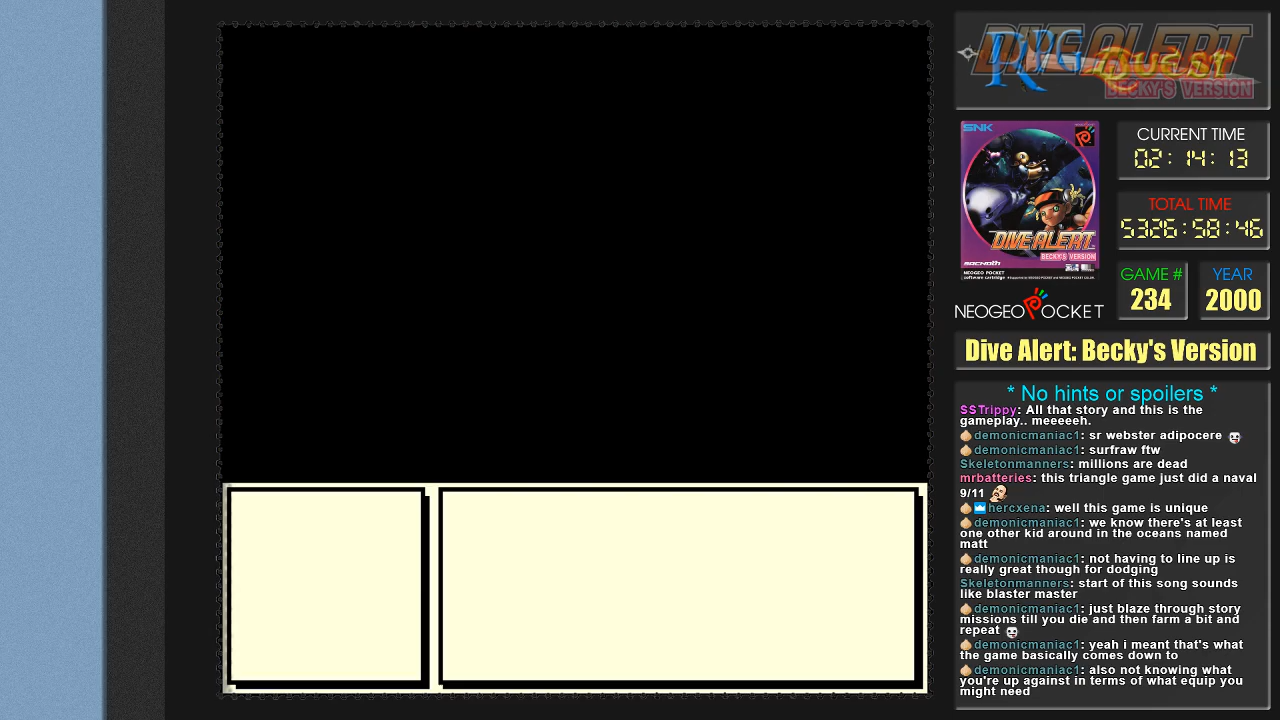 DIVE ALERT
RPG Quest
BECKY'S VERSION
SNK
DIVE ALERT
BECKY'S VERSION
NEOGEO POCKET
NEOGEO POCKET
CURRENT TIME
02:14:13
TOTAL TIME
5326:58:46
GAME #
234
YEAR
2000
Dive Alert: Becky's Version
* No hints or spoilers *
SSTrippy: All that story and this is the
gameplay.. meeeeeh.
demonicmaniac1: sr webster adipocere
demonicmaniac1: surfraw ftw
Skeletonmanners: millions are dead
mrbatteries: this triangle game just did a naval
9/11
hercxena: well this game is unique
demonicmaniac1: we know there's at least
one other kid around in the oceans named
matt
demonicmaniac1: not having to line up is
really great though for dodging
Skeletonmanners: start of this song sounds
like blaster master
demonicmaniac1: just blaze through story
missions till you die and then farm a bit and
repeat
demonicmaniac1: yeah i meant that's what
the game basically comes down to
demonicmaniac1: also not knowing what
you're up against in terms of what equip you
might need